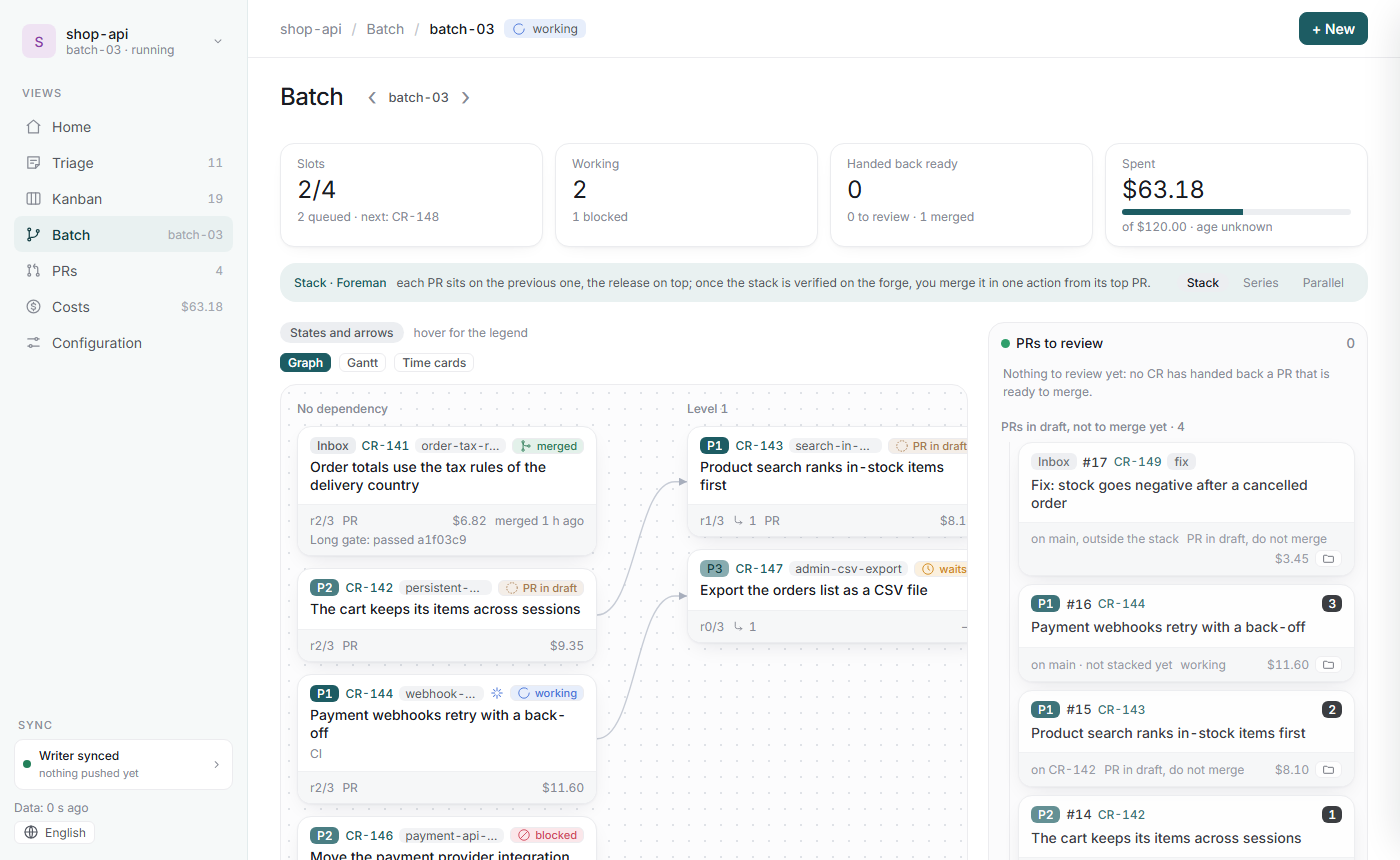 S
shop-api
batch-03 · running
VIEWS
Home
Triage 11
Kanban 19
Batch batch-03
PRs 4
Costs $63.18
Configuration
SYNC
Writer synced
nothing pushed yet
Data: 0 s ago
English
shop-api / Batch / batch-03 working
+ New
Batch batch-03
Slots
2/4
2 queued · next: CR-148
Working
2
1 blocked
Handed back ready
0
0 to review · 1 merged
Spent
$63.18
of $120.00 · age unknown
Stack · Foreman each PR sits on the previous one, the release on top; once the stack is verified on the forge, you merge it in one action from its top PR. Stack Series Parallel
States and arrows hover for the legend
Graph Gantt Time cards
No dependency
Inbox CR-141 order-tax-r... merged
Order totals use the tax rules of the
delivery country
r2/3 PR $6.82 merged 1 h ago
Long gate: passed a1f03c9
P2 CR-142 persistent-... PR in draft
The cart keeps its items across sessions
r2/3 PR $9.35
P1 CR-144 webhook-... working
Payment webhooks retry with a back-
off
CI
r2/3 PR $11.60
P2 CR-146 payment-api-... blocked
Move the payment provider integration
Level 1
P1 CR-143 search-in-... PR in draft
Product search ranks in-stock items
first
r1/3 1 PR $8.1
P3 CR-147 admin-csv-export waits
Export the orders list as a CSV file
r0/3 1 –
PRs to review 0
Nothing to review yet: no CR has handed back a PR that is
ready to merge.
PRs in draft, not to merge yet · 4
Inbox #17 CR-149 fix
Fix: stock goes negative after a cancelled
order
on main, outside the stack PR in draft, do not merge
$3.45
P1 #16 CR-144 3
Payment webhooks retry with a back-off
on main · not stacked yet working $11.60
P1 #15 CR-143 2
Product search ranks in-stock items first
on CR-142 PR in draft, do not merge $8.10
P2 #14 CR-142 1
The cart keeps its items across sessions